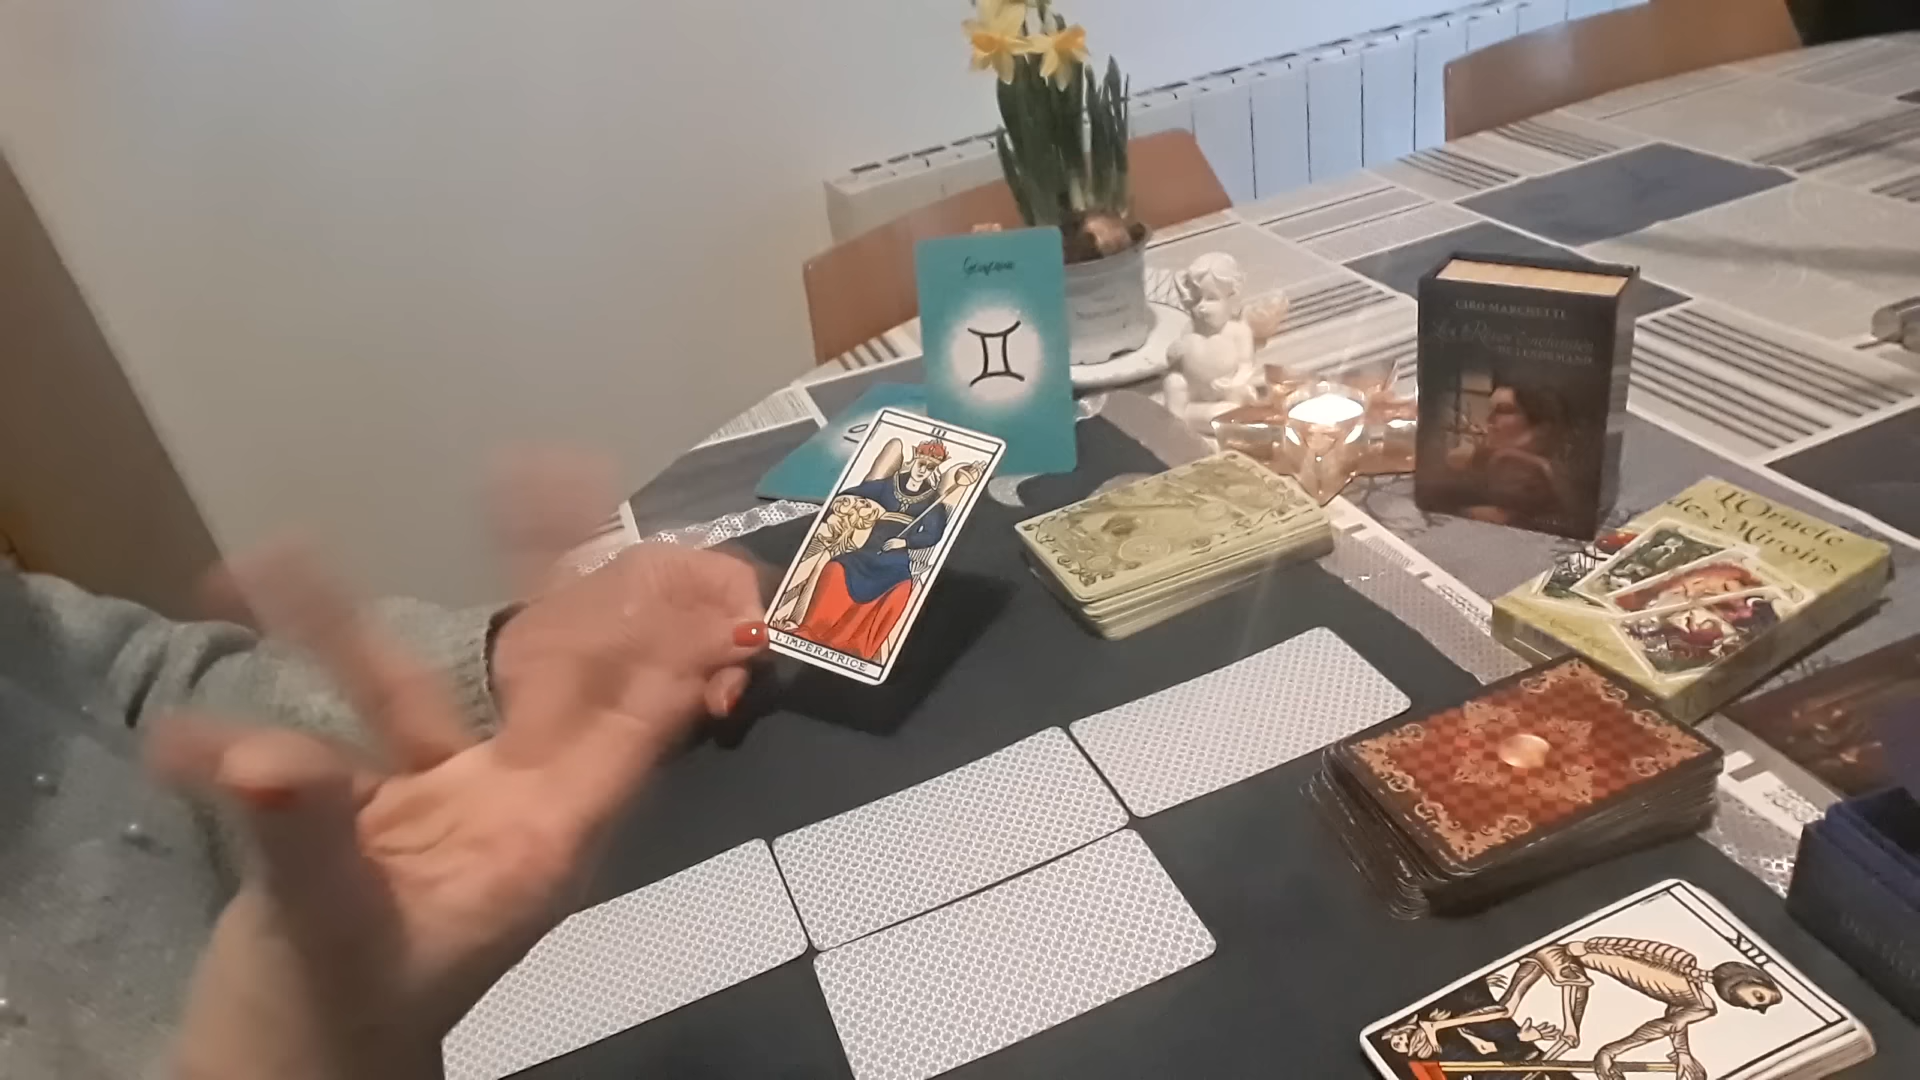 Gémeaux
III
L'IMPERATRICE
CIRO MARCHETTI
Les Rêves Enchantés
DE LENORMAND
L'Oracle
des Miroirs
XIII